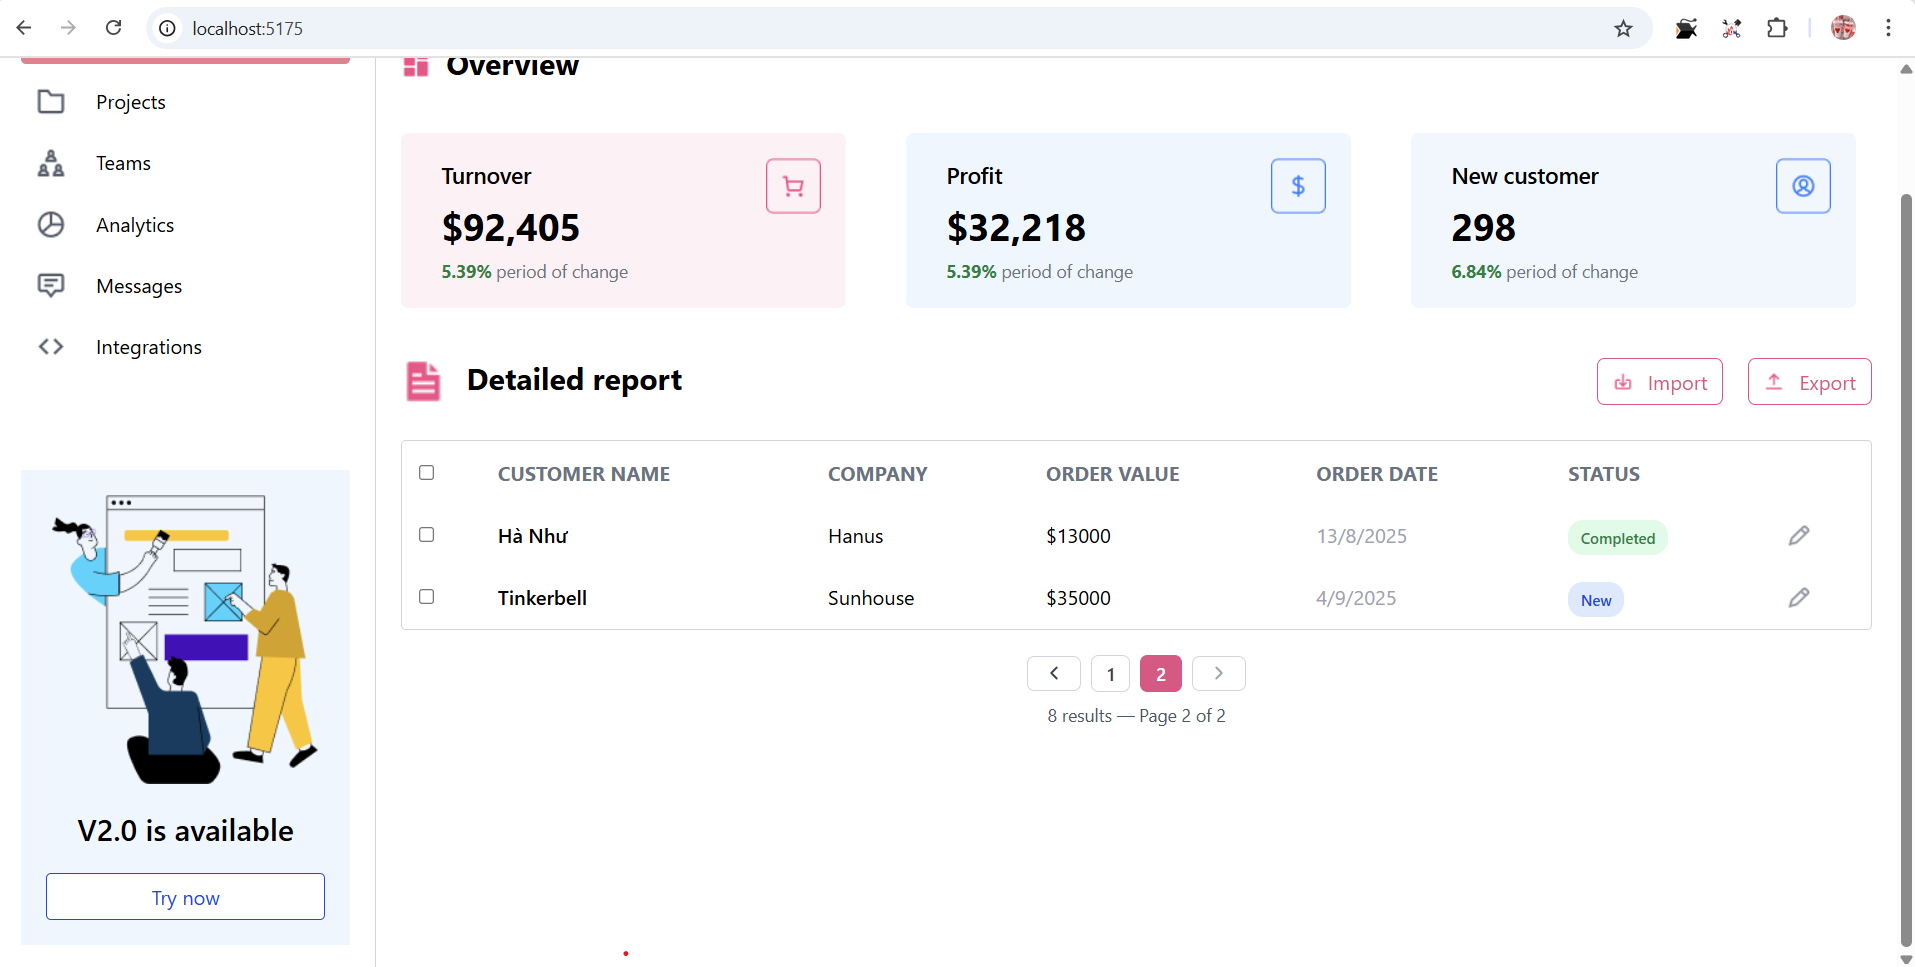 localhost:5175
Projects
Teams
Analytics
Messages
Integrations
V2.0 is available
Try now
Overview
Turnover
$92,405
5.39% period of change
Profit
$32,218
5.39% period of change
New customer
298
6.84% period of change
Detailed report
Import
Export
CUSTOMER NAME COMPANY ORDER VALUE ORDER DATE STATUS
Hà Như Hanus $13000 13/8/2025 Completed
Tinkerbell Sunhouse $35000 4/9/2025 New
1 2
8 results — Page 2 of 2